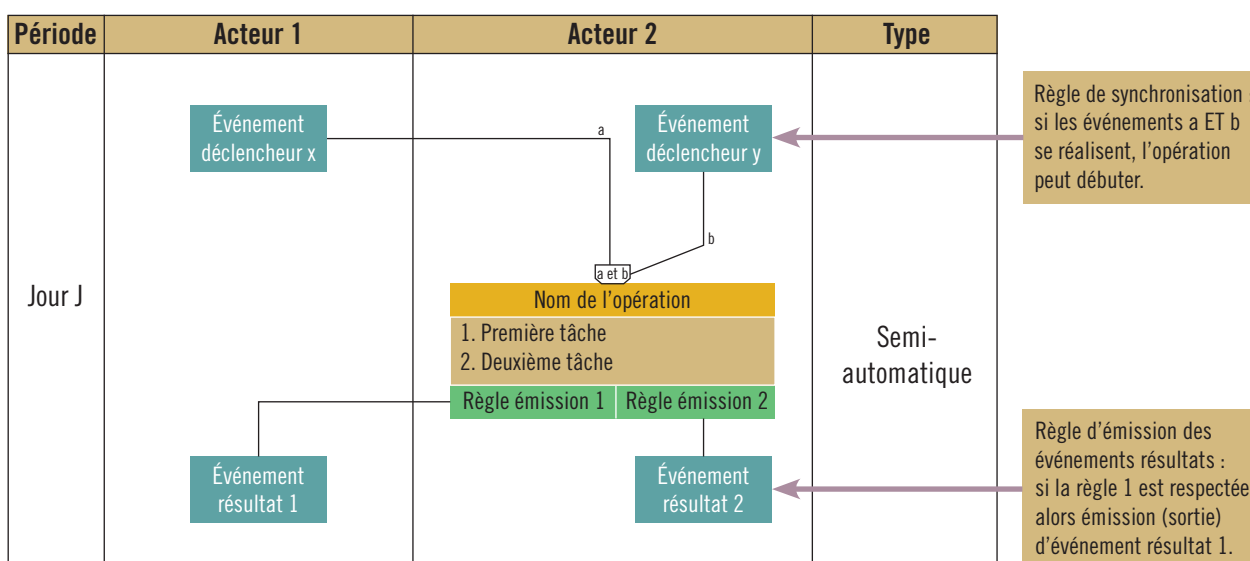 Période
Acteur 1
Acteur 2
Type
Événement
déclencheur x
a
Événement
déclencheur y
Règle de synchronisation :
si les événements a ET b
se réalisent, l'opération
peut débuter.
b
a et b
Jour J
Nom de l'opération
1. Première tâche
2. Deuxième tâche
Règle émission 1
Règle émission 2
Semi-
automatique
Événement
résultat 1
Événement
résultat 2
Règle d'émission des
événements résultats :
si la règle 1 est respectée
alors émission (sortie)
d'événement résultat 1.